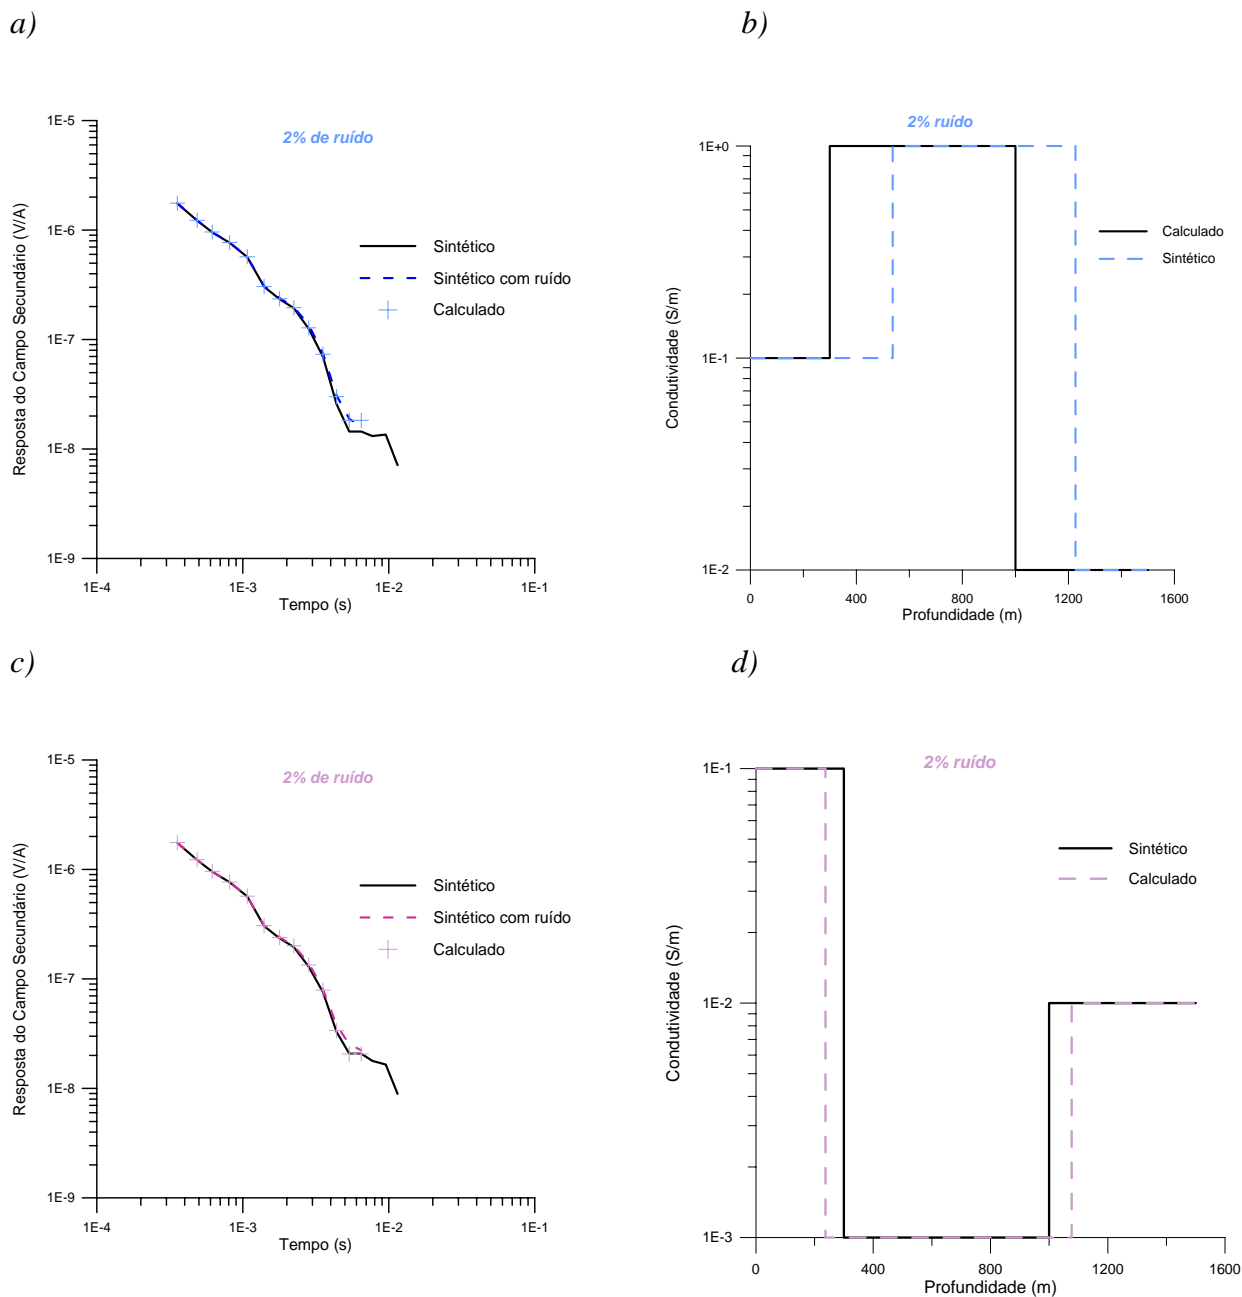 a)
2% de ruído
1E-5
1E-6
1E-7
1E-8
1E-9
Resposta do Campo Secundário (V/A)
Sintético
Sintético com ruído
Calculado
1E-4
1E-3
1E-2
1E-1
Tempo (s)
b)
2% ruído
1E+0
1E-1
1E-2
Condutividade (S/m)
Calculado
Sintético
0
400
800
1200
1600
Profundidade (m)
c)
2% de ruído
1E-5
1E-6
1E-7
1E-8
1E-9
Resposta do Campo Secundário (V/A)
Sintético
Sintético com ruído
Calculado
1E-4
1E-3
1E-2
1E-1
Tempo (s)
d)
2% ruído
1E-1
1E-2
1E-3
Condutividade (S/m)
Sintético
Calculado
0
400
800
1200
1600
Profundidade (m)